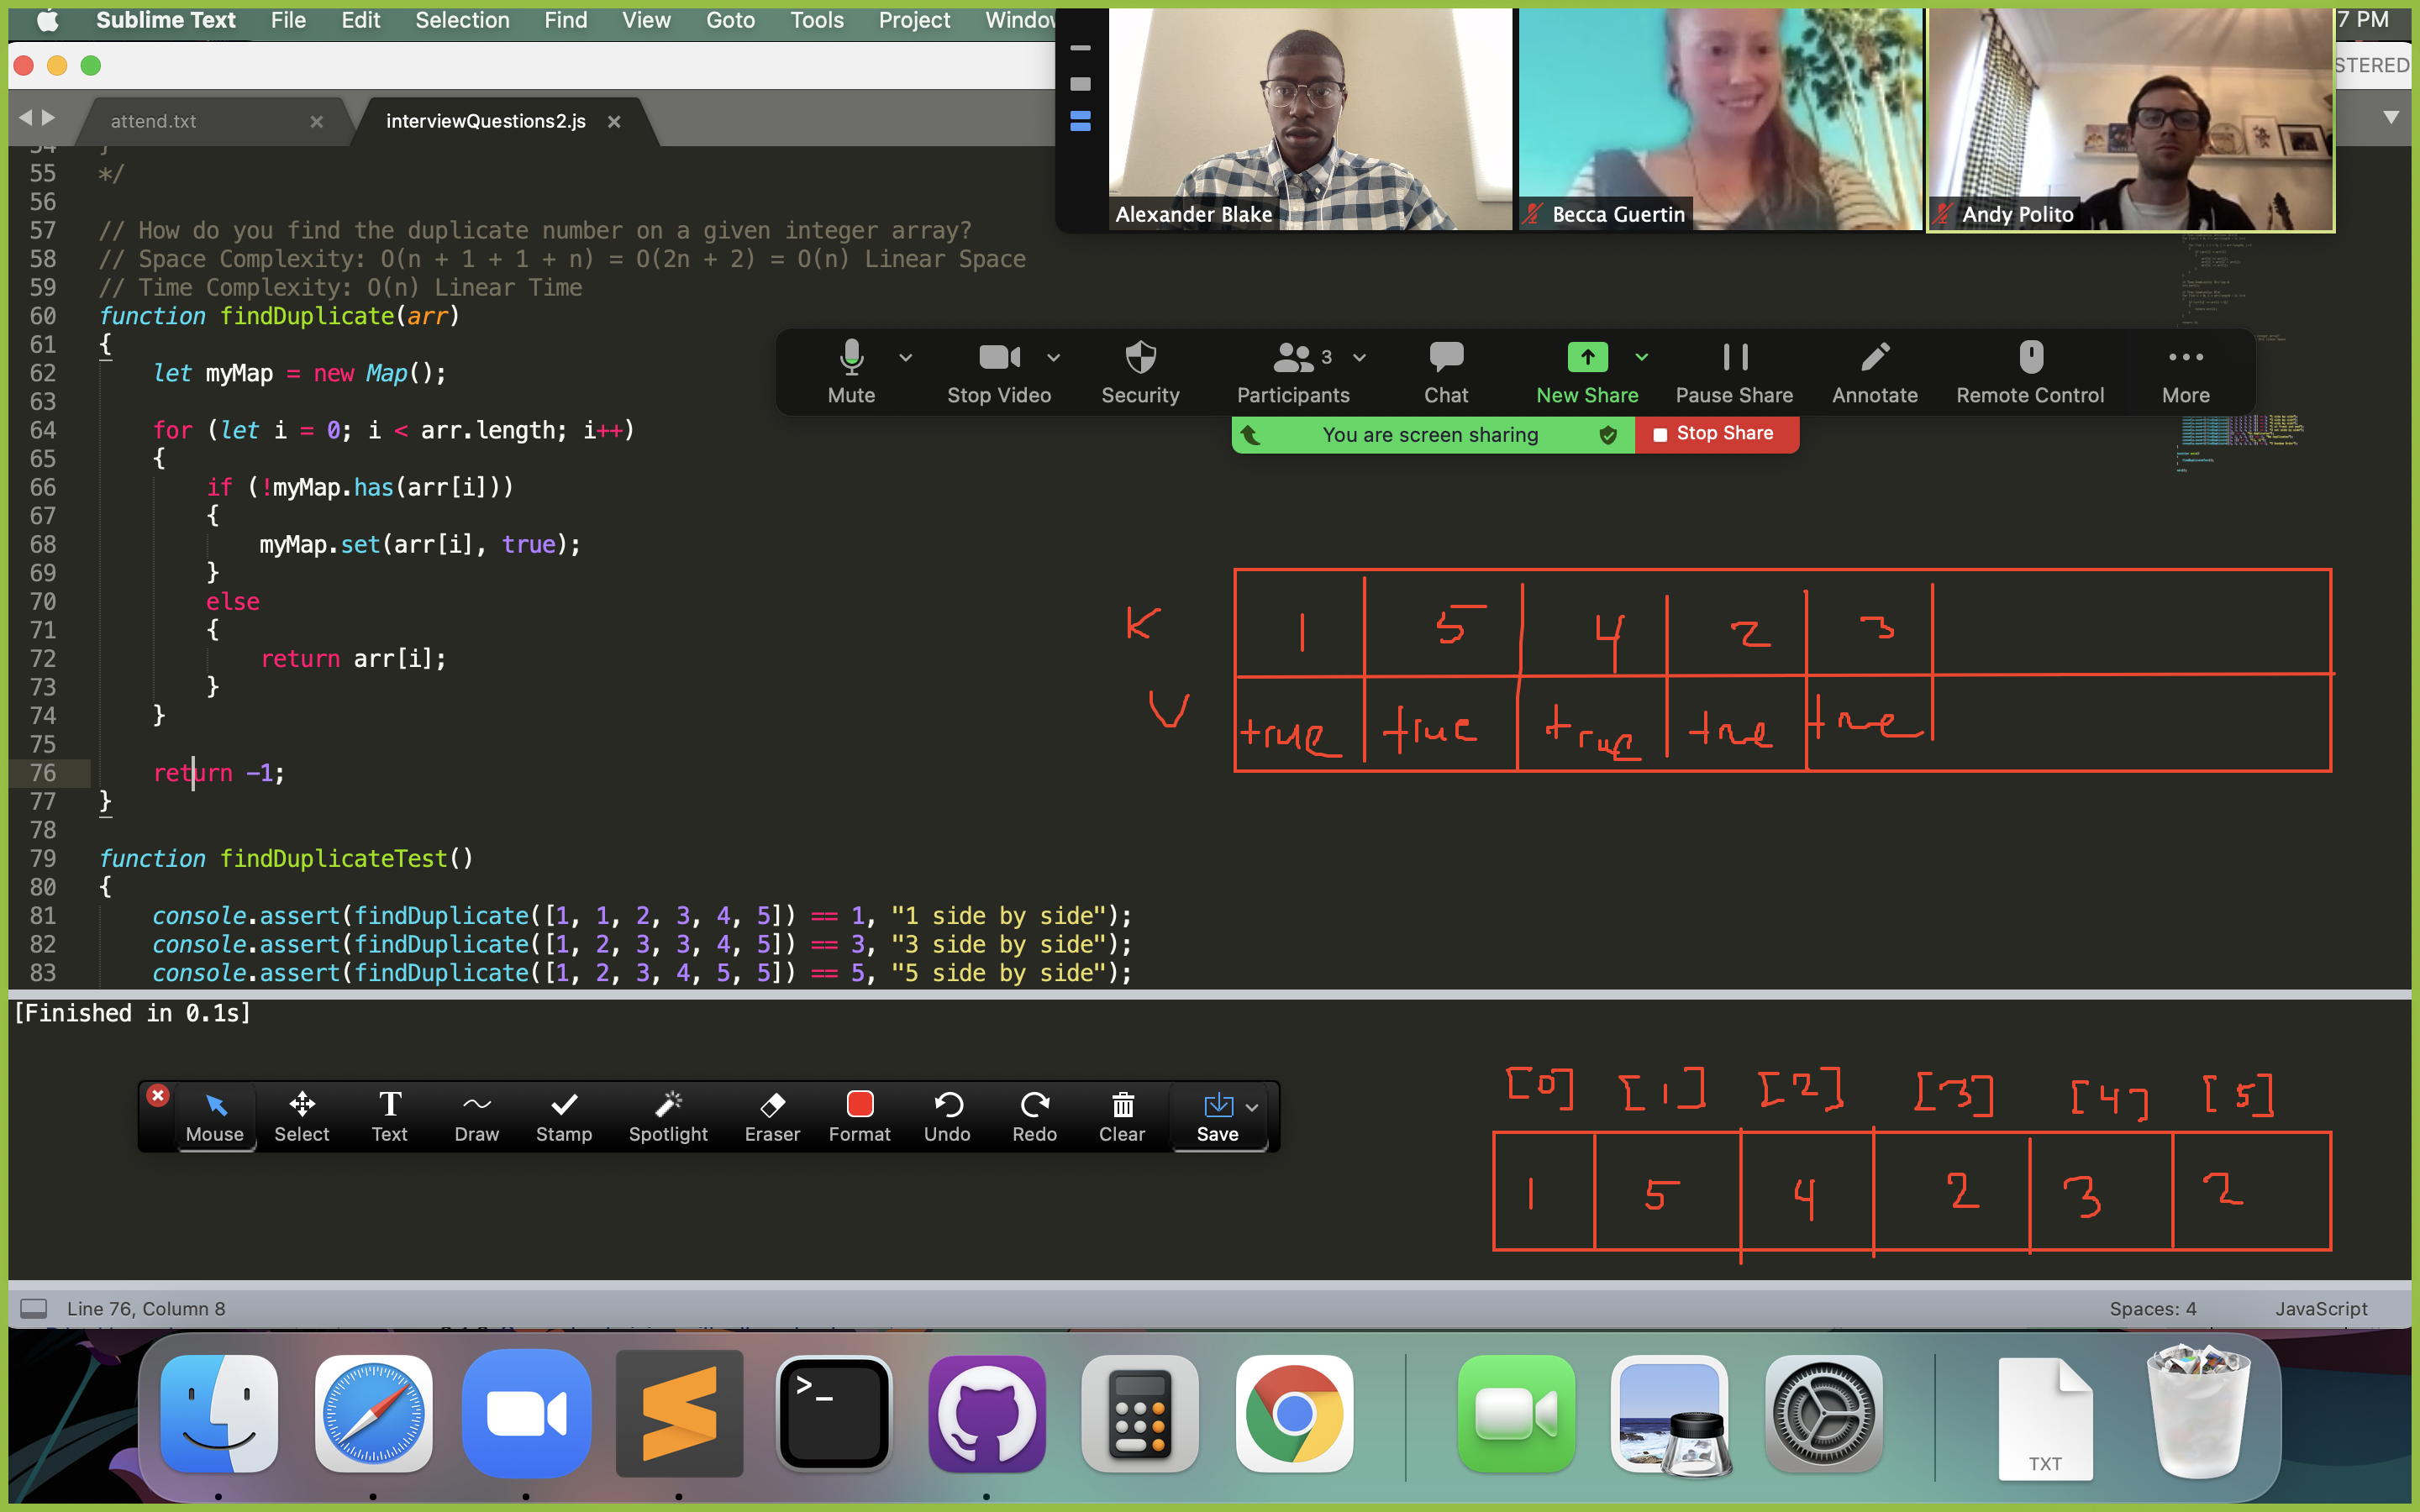 Sublime Text File Edit Selection Find View Goto Tools Project Window
7 PM
STERED
attend.txt
interviewQuestions2.js
Alexander Blake
Becca Guertin
Andy Polito
54 }
55 */
56
57 // How do you find the duplicate number on a given integer array?
58 // Space Complexity: O(n + 1 + 1 + n) = O(2n + 2) = O(n) Linear Space
59 // Time Complexity: O(n) Linear Time
60 function findDuplicate(arr)
61 {
62 let myMap = new Map();
63
64 for (let i = 0; i < arr.length; i++)
65 {
66 if (!myMap.has(arr[i]))
67 {
68 myMap.set(arr[i], true);
69 }
70 else
71 {
72 return arr[i];
73 }
74 }
75
76 return -1;
77 }
78
79 function findDuplicateTest()
80 {
81 console.assert(findDuplicate([1, 1, 2, 3, 4, 5]) == 1, "1 side by side");
82 console.assert(findDuplicate([1, 2, 3, 3, 4, 5]) == 3, "3 side by side");
83 console.assert(findDuplicate([1, 2, 3, 4, 5, 5]) == 5, "5 side by side");
Mute Stop Video Security Participants 3 Chat New Share Pause Share Annotate Remote Control More
You are screen sharing Stop Share
K 1 5 4 2 3
V true true true true true
[Finished in 0.1s]
Mouse Select Text Draw Stamp Spotlight Eraser Format Undo Redo Clear Save
[0] [1] [2] [3] [4] [5]
1 5 4 2 3 2
Line 76, Column 8
Spaces: 4
JavaScript
>_
TXT